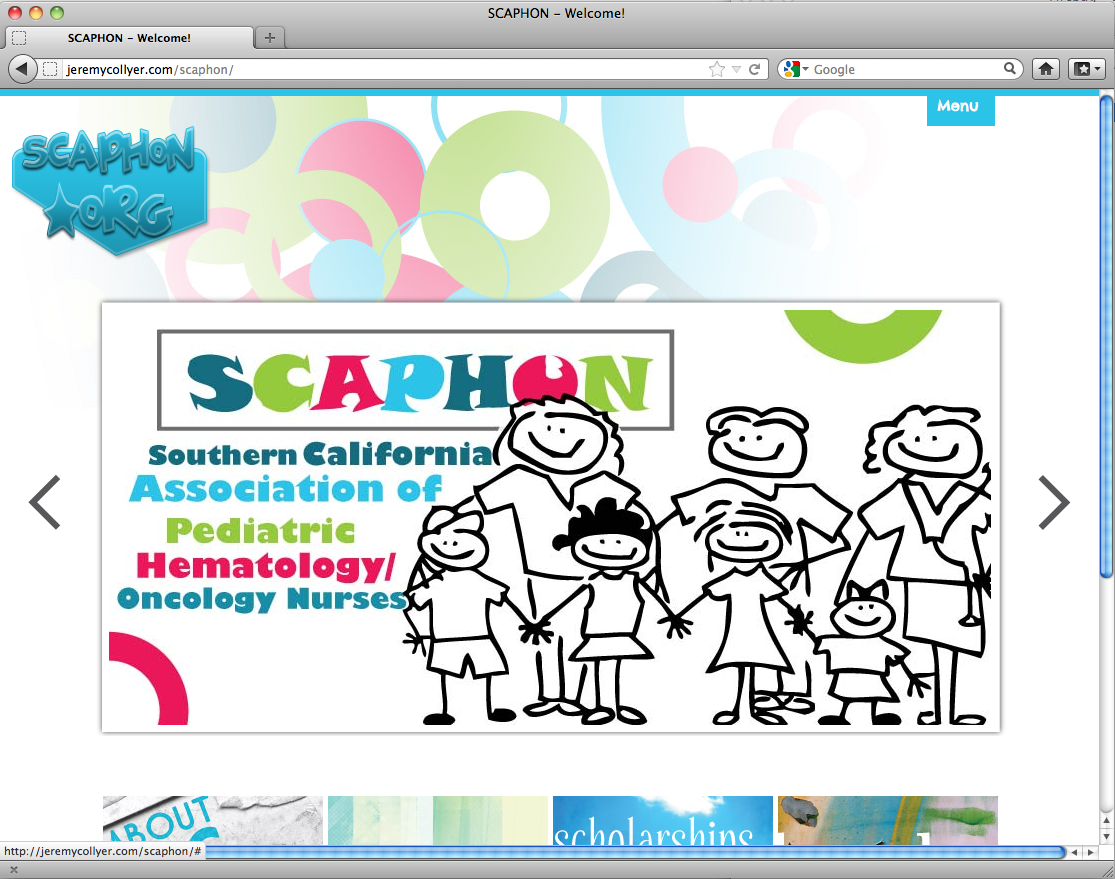 SCAPHON – Welcome!
SCAPHON – Welcome!
jeremycollyer.com/scaphon/
Google
Menu
SCAPHON
ORG
SCAPHON
Southern California
Association of
Pediatric
Hematology/
Oncology Nurses
ABOUT
scholarships
http://jeremycollyer.com/scaphon/#